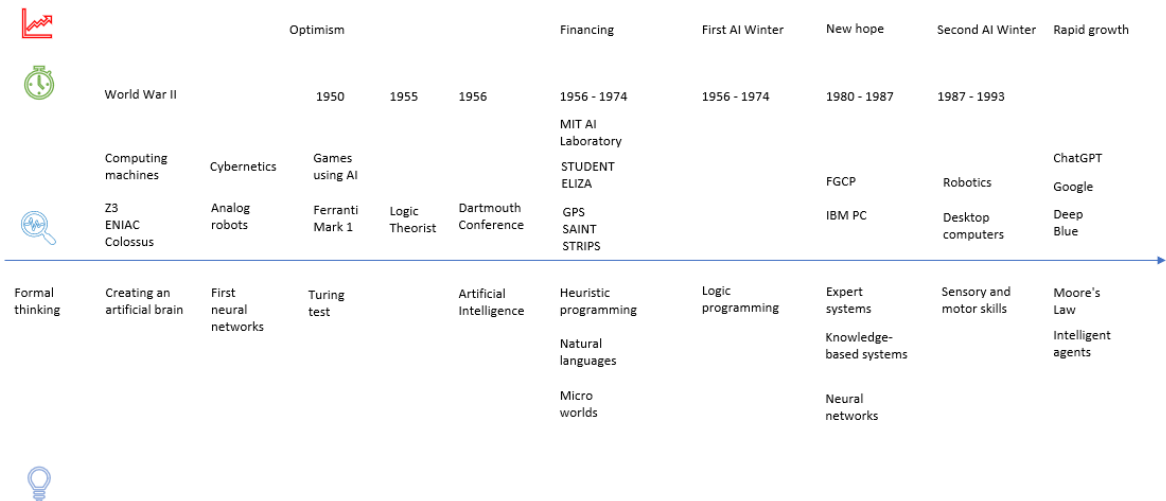 Optimism
Financing
First AI Winter
New hope
Second AI Winter
Rapid growth
World War II
1950
1955
1956
1956 - 1974
1956 - 1974
1980 - 1987
1987 - 1993
MIT AI
Laboratory
Computing
machines
Cybernetics
Games
using AI
STUDENT
ELIZA
FGCP
Robotics
ChatGPT
Google
Z3
ENIAC
Colossus
Analog
robots
Ferranti
Mark 1
Logic
Theorist
Dartmouth
Conference
GPS
SAINT
STRIPS
IBM PC
Desktop
computers
Deep
Blue
Formal
thinking
Creating an
artificial brain
First
neural
networks
Turing
test
Artificial
Intelligence
Heuristic
programming
Logic
programming
Expert
systems
Sensory and
motor skills
Moore's
Law
Natural
languages
Knowledge-
based systems
Intelligent
agents
Micro
worlds
Neural
networks